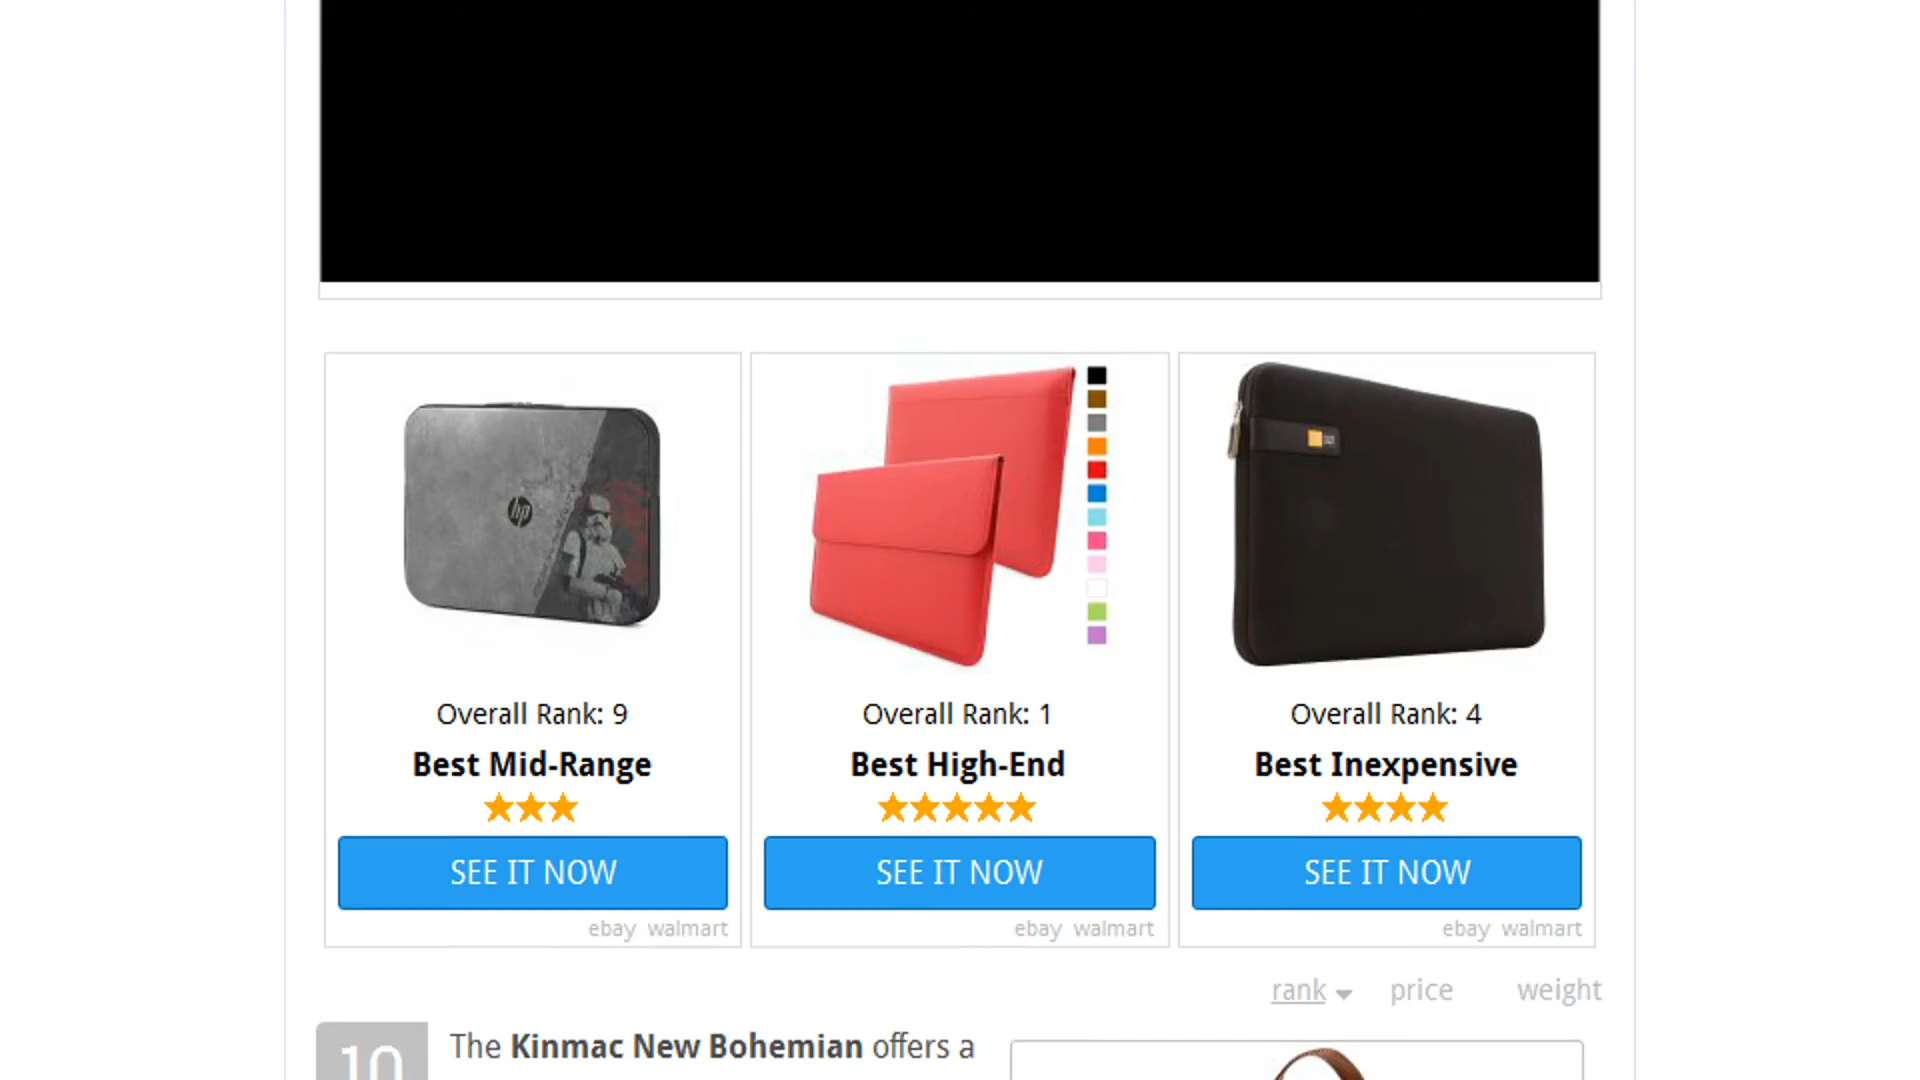 hp
Overall Rank: 9
Best Mid-Range
SEE IT NOW
ebay walmart
Overall Rank: 1
Best High-End
SEE IT NOW
ebay walmart
Overall Rank: 4
Best Inexpensive
SEE IT NOW
ebay walmart
rank price weight
10
The Kinmac New Bohemian offers a